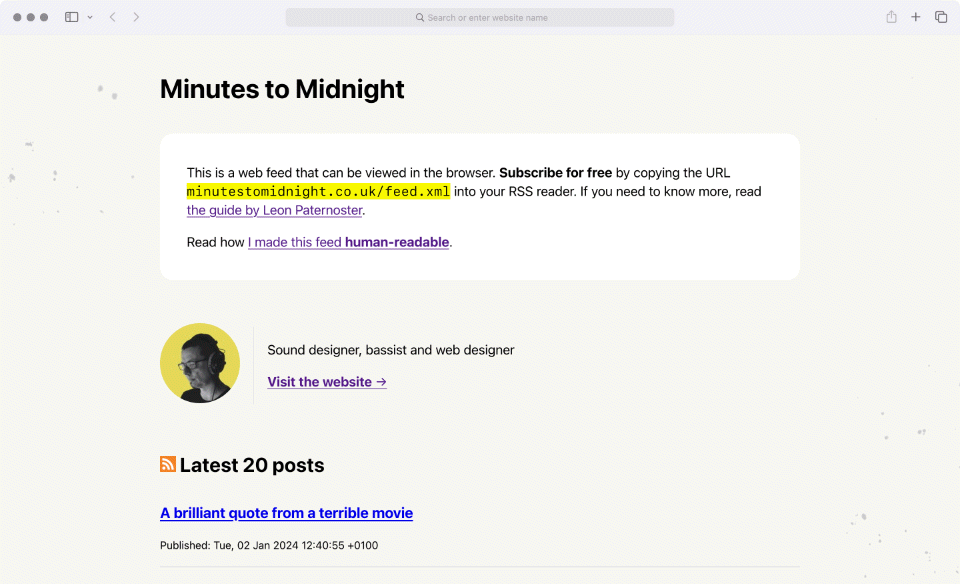 Search or enter website name
Minutes to Midnight
This is a web feed that can be viewed in the browser. Subscribe for free by copying the URL
minutestomidnight.co.uk/feed.xml into your RSS reader. If you need to know more, read
the guide by Leon Paternoster.
Read how I made this feed human-readable.
Sound designer, bassist and web designer
Visit the website →
Latest 20 posts
A brilliant quote from a terrible movie
Published: Tue, 02 Jan 2024 12:40:55 +0100